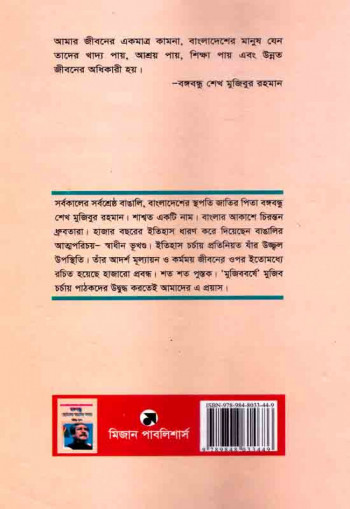 আমার জীবনের একমাত্র কামনা, বাংলাদেশের মানুষ যেন
তাদের খাদ্য পায়, আশ্রয় পায়, শিক্ষা পায় এবং উন্নত
জীবনের অধিকারী হয়।
–বঙ্গবন্ধু শেখ মুজিবুর রহমান
সর্বকালের সর্বশ্রেষ্ঠ বাঙালি, বাংলাদেশের স্থপতি জাতির পিতা বঙ্গবন্ধু
শেখ মুজিবুর রহমান। শাশ্বত একটি নাম। বাংলার আকাশে চিরন্তন
ধ্রুবতারা। হাজার বছরের ইতিহাস ধারণ করে দিয়েছেন বাঙালির
আত্মপরিচয়– স্বাধীন ভূখণ্ড। ইতিহাস চর্চায় প্রতিনিয়ত যাঁর উজ্জ্বল
উপস্থিতি। তাঁর আদর্শ মূল্যায়ন ও কর্মময় জীবনের ওপর ইতোমধ্যে
রচিত হয়েছে হাজারো প্রবন্ধ। শত শত পুস্তক। ‘মুজিববর্ষে’ মুজিব
চর্চায় পাঠকদের উদ্বুদ্ধ করতেই আমাদের এ প্রয়াস।
ISBN-978-984-8033-44-9
মিজান পাবলিশার্স
9789848033449